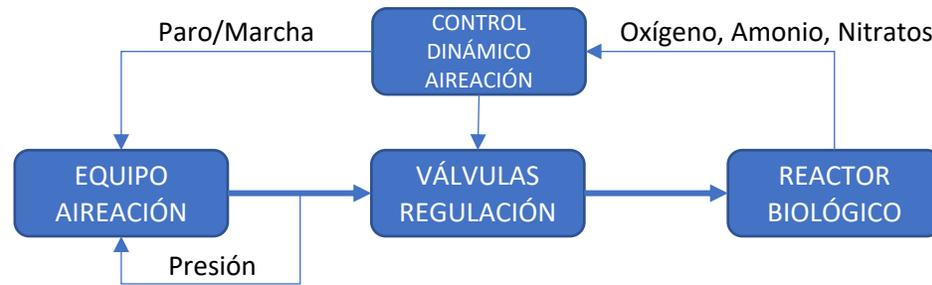 CONTROL
DINÁMICO
AIREACIÓN
Paro/Marcha
Oxígeno, Amonio, Nitratos
EQUIPO
AIREACIÓN
VÁLVULAS
REGULACIÓN
REACTOR
BIOLÓGICO
Presión